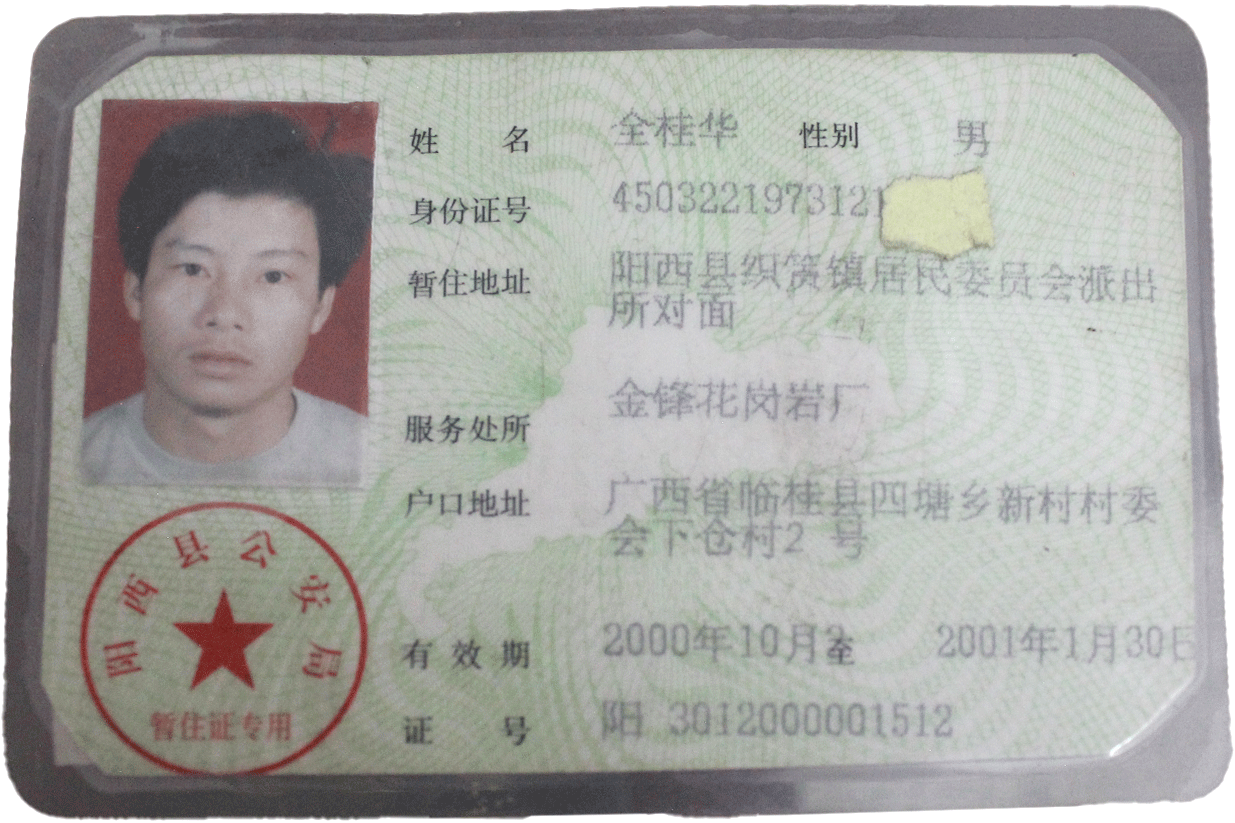 姓 名 全桂华 性别 男
身份证号 4503221973121
暂住地址 阳西县织篢镇居民委员会派出
所对面
服务处所 金锋花岗岩厂
户口地址 广西省临桂县四塘乡新村村委
会下仓村2 号
有 效 期 2000年10月 至 2001年1月30日
证 号 阳 3012000001512
阳西县公安局
暂住证专用